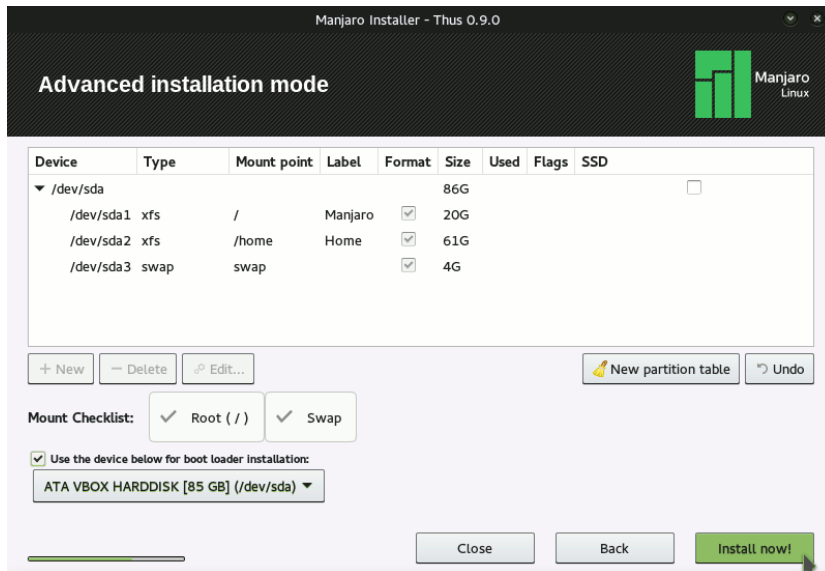 Manjaro Installer - Thus 0.9.0
Advanced installation mode
Manjaro
Linux
Device Type Mount point Label Format Size Used Flags SSD
/dev/sda 86G
/dev/sda1 xfs / Manjaro 20G
/dev/sda2 xfs /home Home 61G
/dev/sda3 swap swap 4G
+ New − Delete Edit... New partition table Undo
Mount Checklist: Root ( / ) Swap
Use the device below for boot loader installation:
ATA VBOX HARDDISK [85 GB] (/dev/sda)
Close Back Install now!